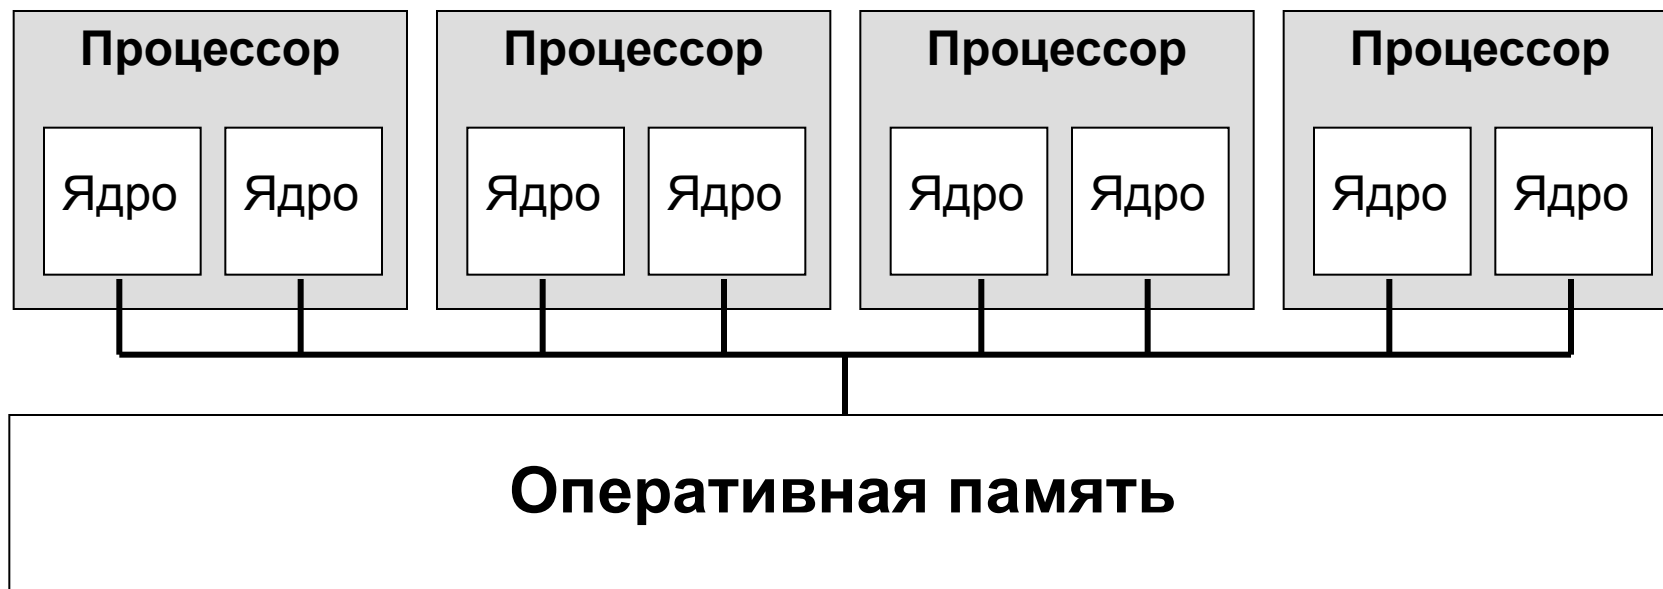 Процессор Процессор Процессор Процессор
Ядро Ядро Ядро Ядро Ядро Ядро Ядро Ядро
Оперативная память